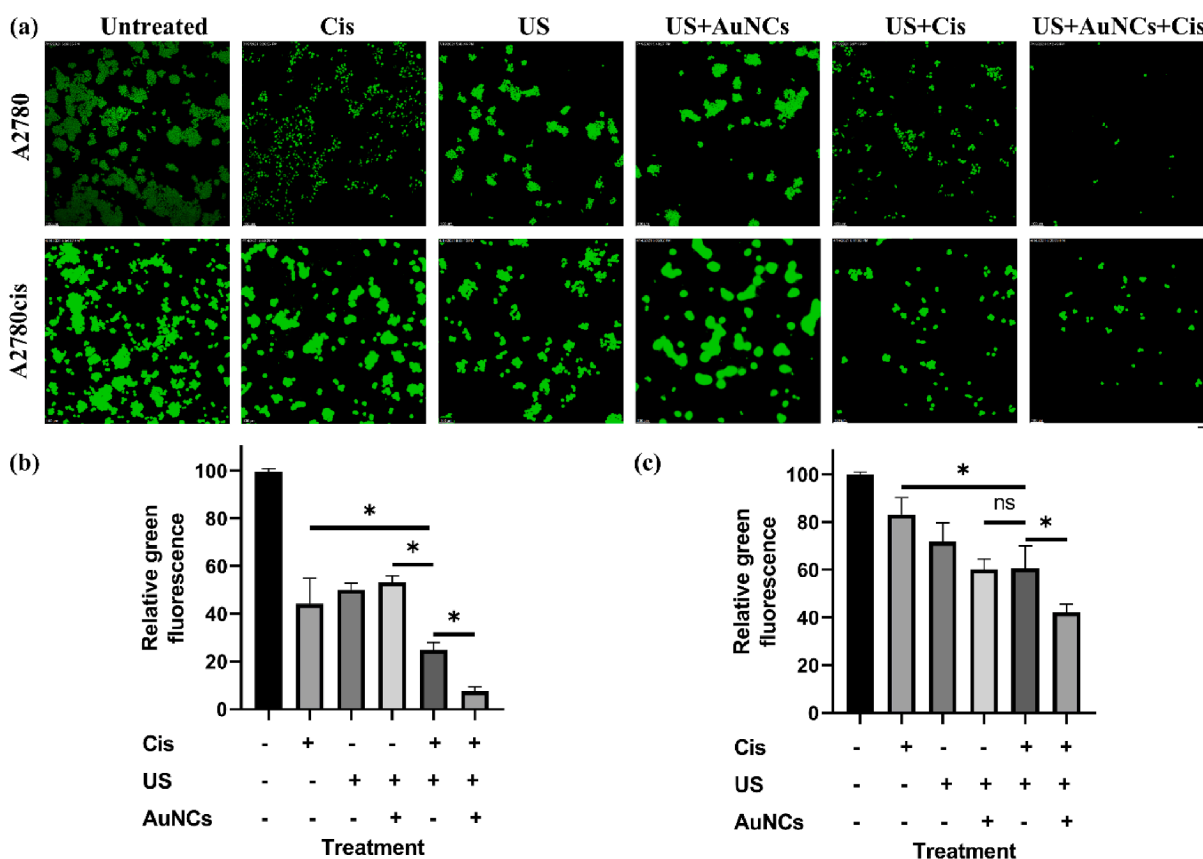 (a) Untreated Cis US US+AuNCs US+Cis US+AuNCs+Cis
A2780
A2780cis
(b)
Relative green
fluorescence
100
80
60
40
20
0
*
*
*
Cis - + - - + +
US - - + + + +
AuNCs - - - + - +
Treatment
(c)
Relative green
fluorescence
100
80
60
40
20
0
*
ns
*
Cis - + - - + +
US - - + + + +
AuNCs - - - + - +
Treatment